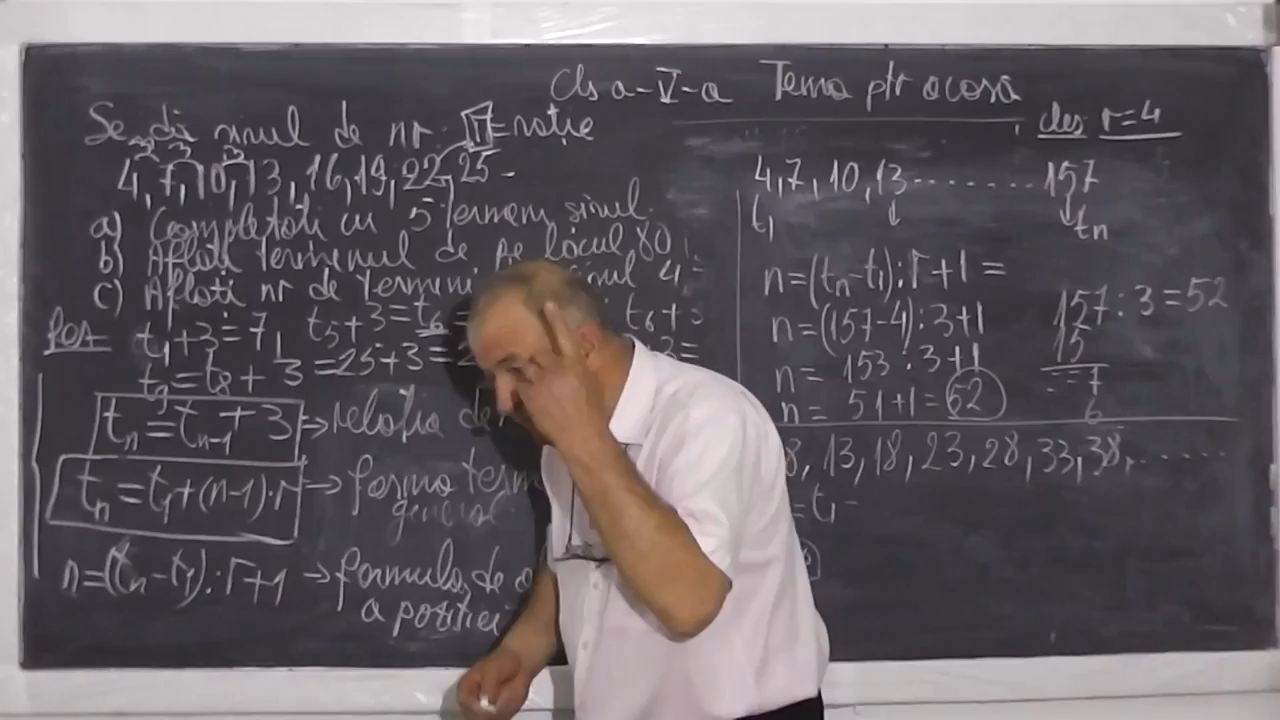 Cls a-V-a Tema ptr acasă
Se dă șirul de nr. r = rație
3 3 3
4, 7, 10, 13, 16, 19, 22, 25 -
a) Completați cu 5 termeni șirul.
b) Aflați termenul de pe locul 80
c) Aflați nr de termeni 4
Rez
t1+3=7, t5+3=t6
t9=t8+3=25+3=
tn=tn-1+3 → relația de
tn=t1+(n-1)·r → forma term
general
n=(tn-t1):r+1 → formula de
a poziției
des r=4
4, 7, 10, 13 ........ 157
t1 tn
n=(tn-t1):r+1=
n=(157-4):3+1
n= 153:3+1
n= 51+1=52
157:3=52
15
--7
6
8, 13, 18, 23, 28, 33, 38, ......
=t1-